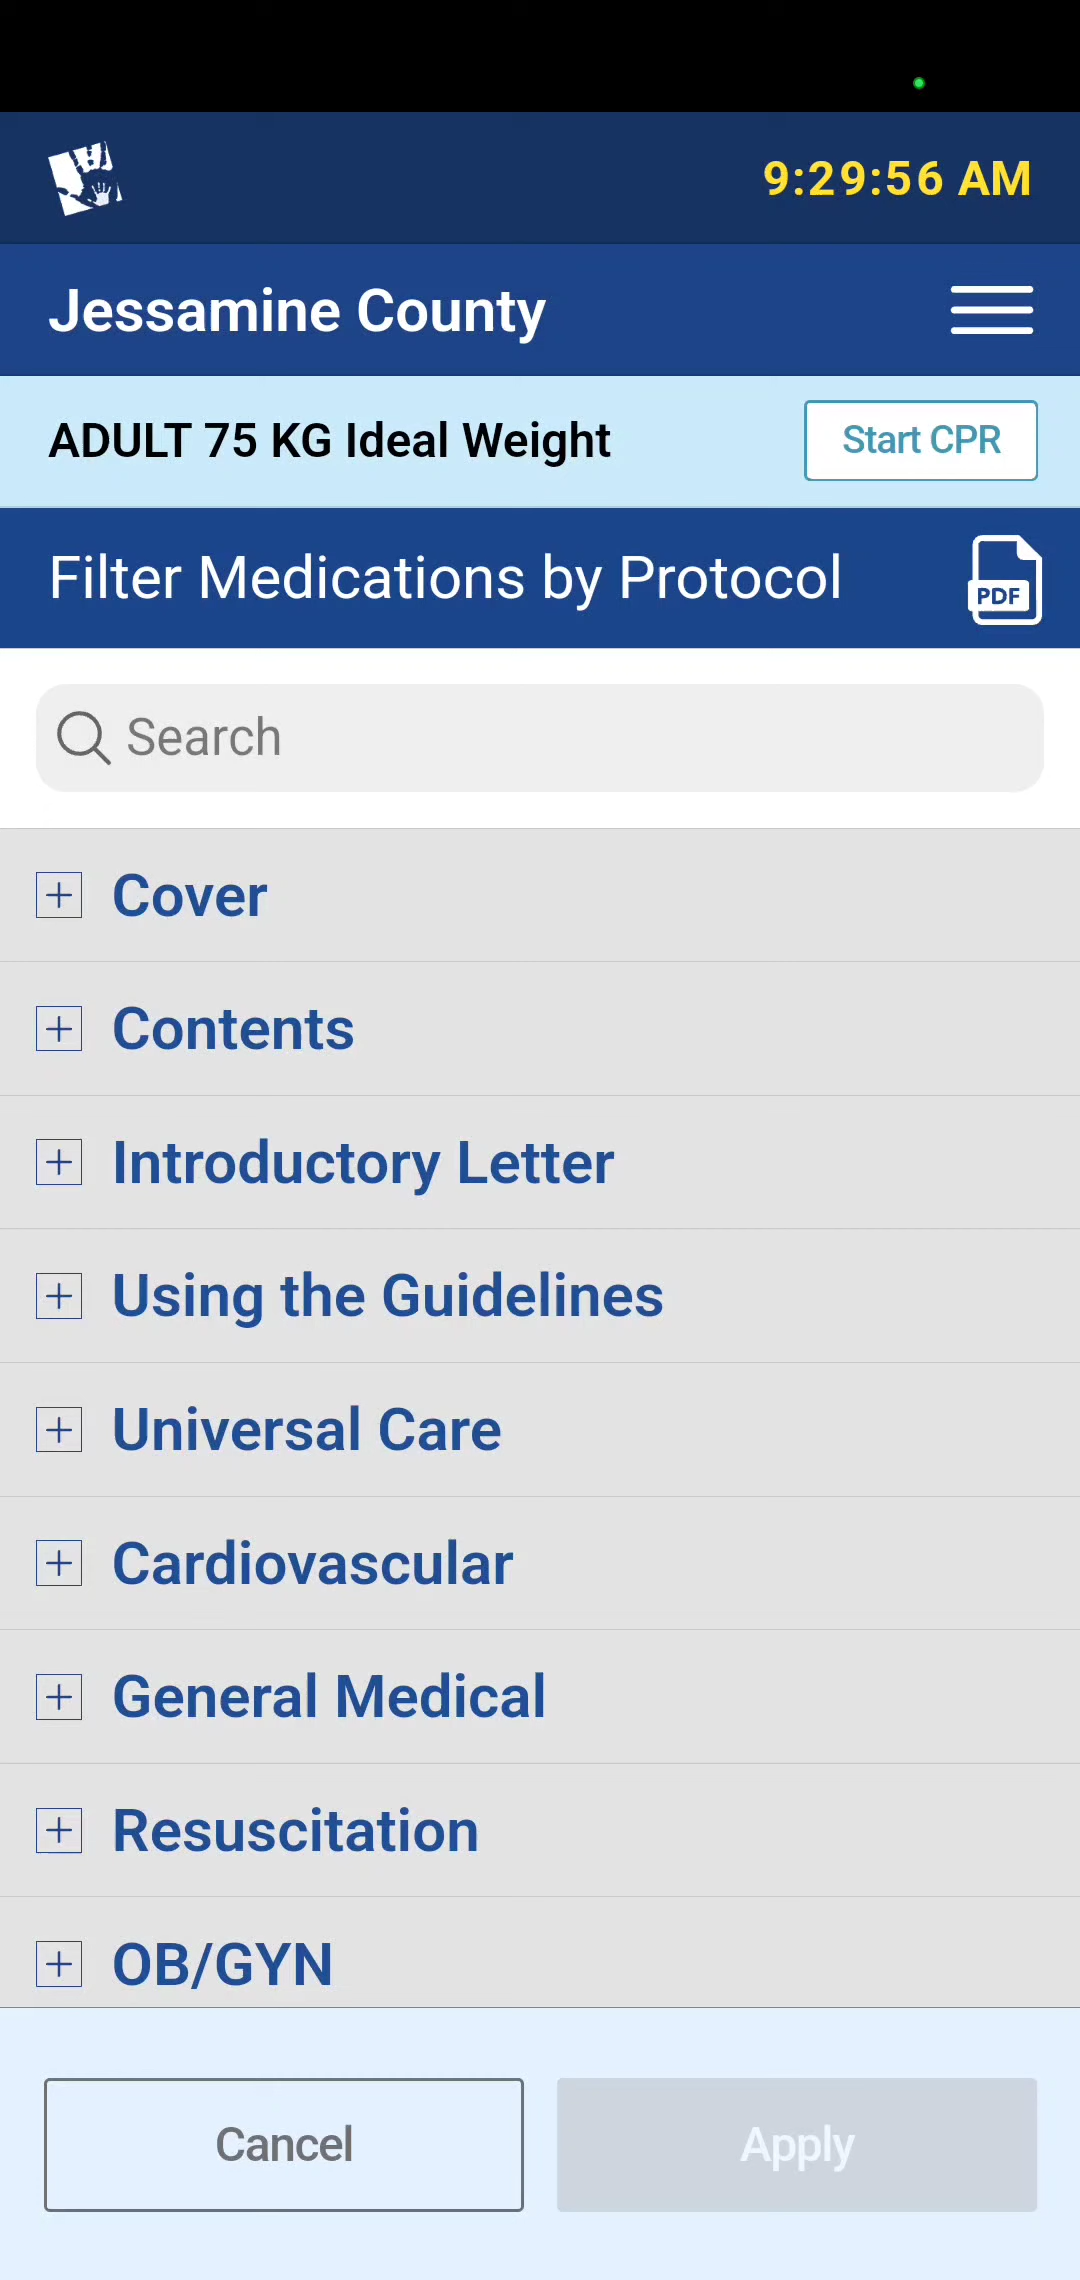 9:29:56 AM
Jessamine County
ADULT 75 KG Ideal Weight
Start CPR
Filter Medications by Protocol
PDF
Search
Cover
Contents
Introductory Letter
Using the Guidelines
Universal Care
Cardiovascular
General Medical
Resuscitation
OB/GYN
Cancel
Apply